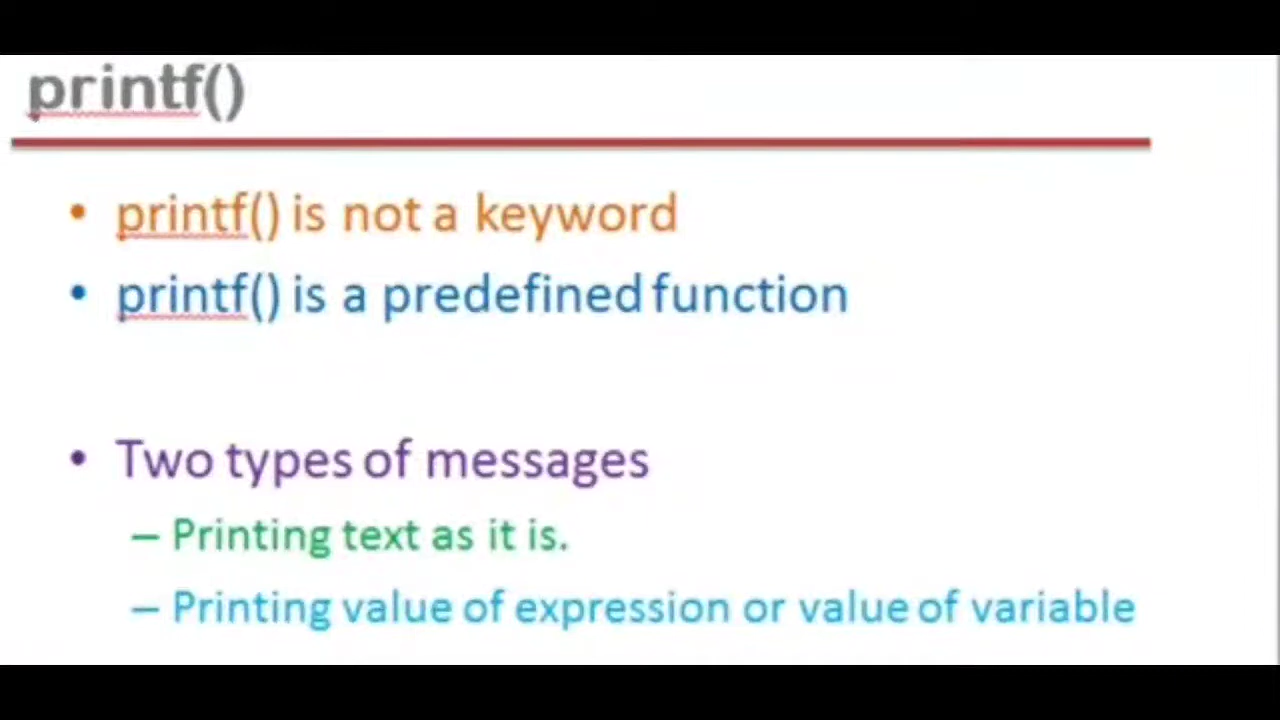 printf()
• printf() is not a keyword
• printf() is a predefined function
• Two types of messages
– Printing text as it is.
– Printing value of expression or value of variable